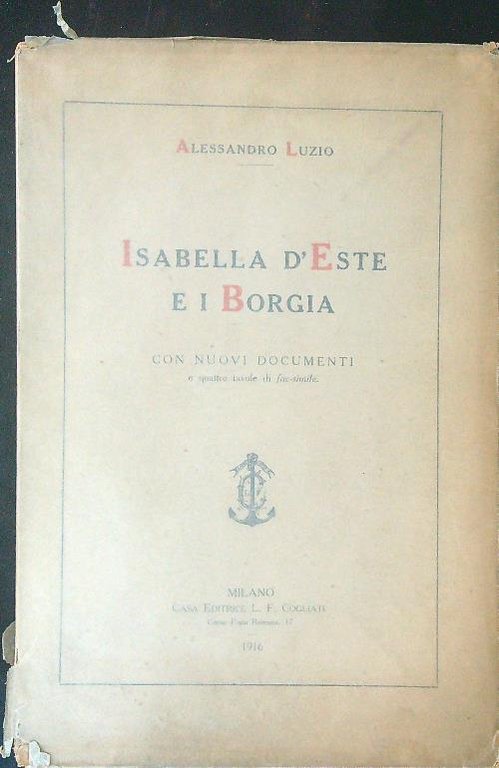 ALESSANDRO LUZIO
ISABELLA D'ESTE
E I BORGIA
CON NUOVI DOCUMENTI
e quattro tavole di fac-simile.
MILANO
CASA EDITRICE L. F. COGLIATI
Corso Porta Romana, 17
1916